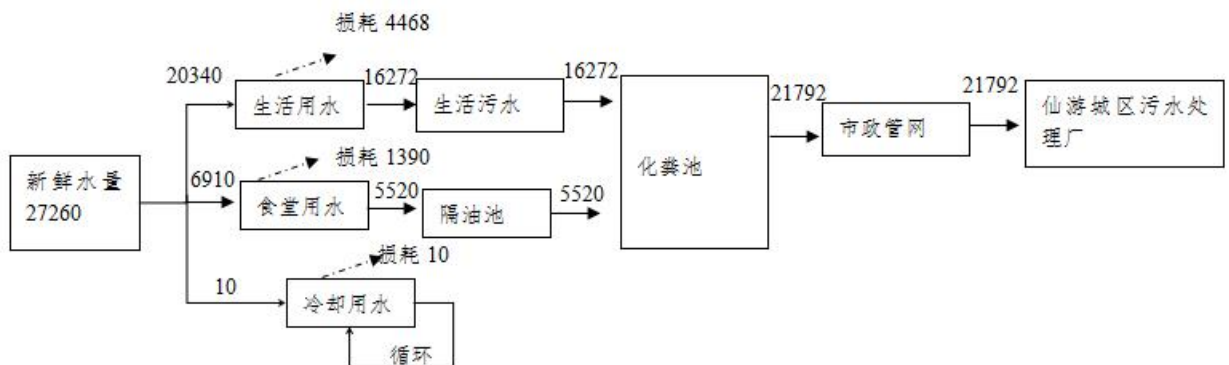 损耗 4468
20340
16272
16272
21792
21792
生活用水
生活污水
仙游城区污水处
理厂
市政管网
化粪池
损耗 1390
新鲜水量
27260
6910
5520
5520
食堂用水
隔油池
损耗 10
10
冷却用水
循环